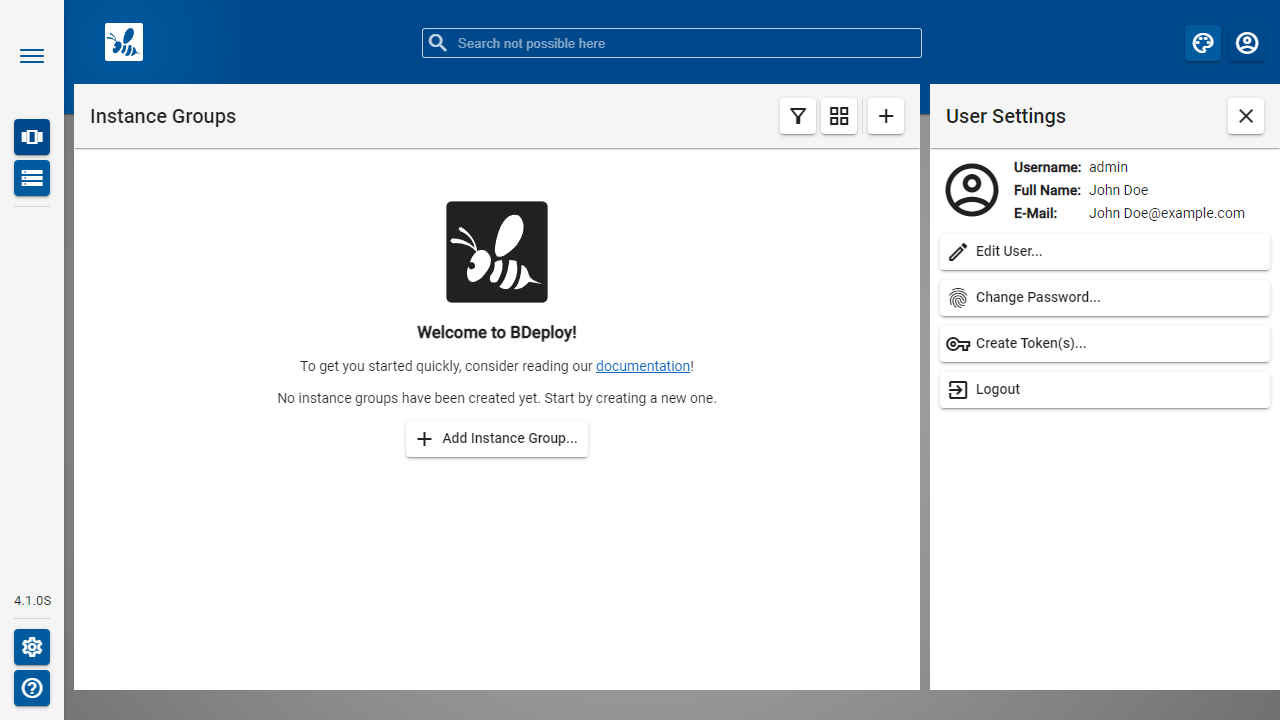 Search not possible here
Instance Groups
Welcome to BDeploy!
To get you started quickly, consider reading our documentation!
No instance groups have been created yet. Start by creating a new one.
Add Instance Group...
User Settings
Username: admin
Full Name: John Doe
E-Mail: John Doe@example.com
Edit User...
Change Password...
Create Token(s)...
Logout
4.1.0S